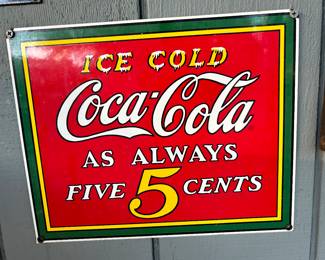 ICE COLD
Coca-Cola
AS ALWAYS
FIVE 5 CENTS